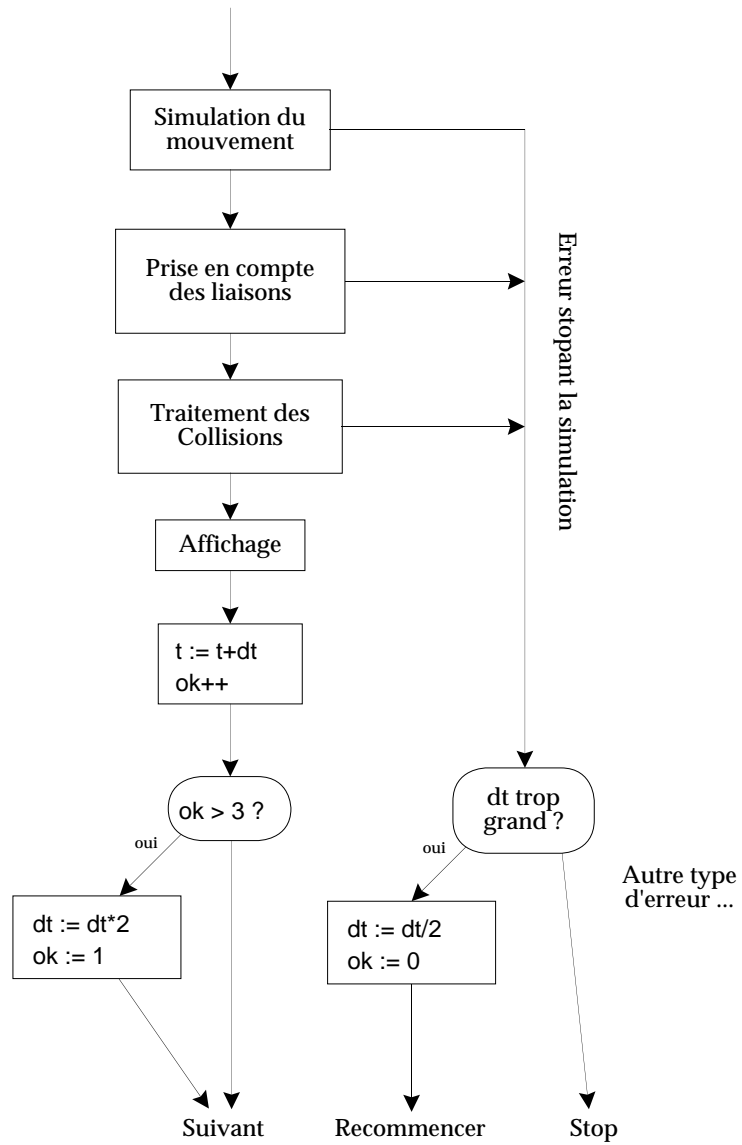 Simulation du
mouvement
Prise en compte
des liaisons
Erreur stopant la simulation
Traitement des
Collisions
Affichage
t := t+dt
ok++
ok > 3 ?
dt trop
grand ?
oui
oui
Autre type
d'erreur ...
dt := dt*2
ok := 1
dt := dt/2
ok := 0
Suivant
Recommencer
Stop